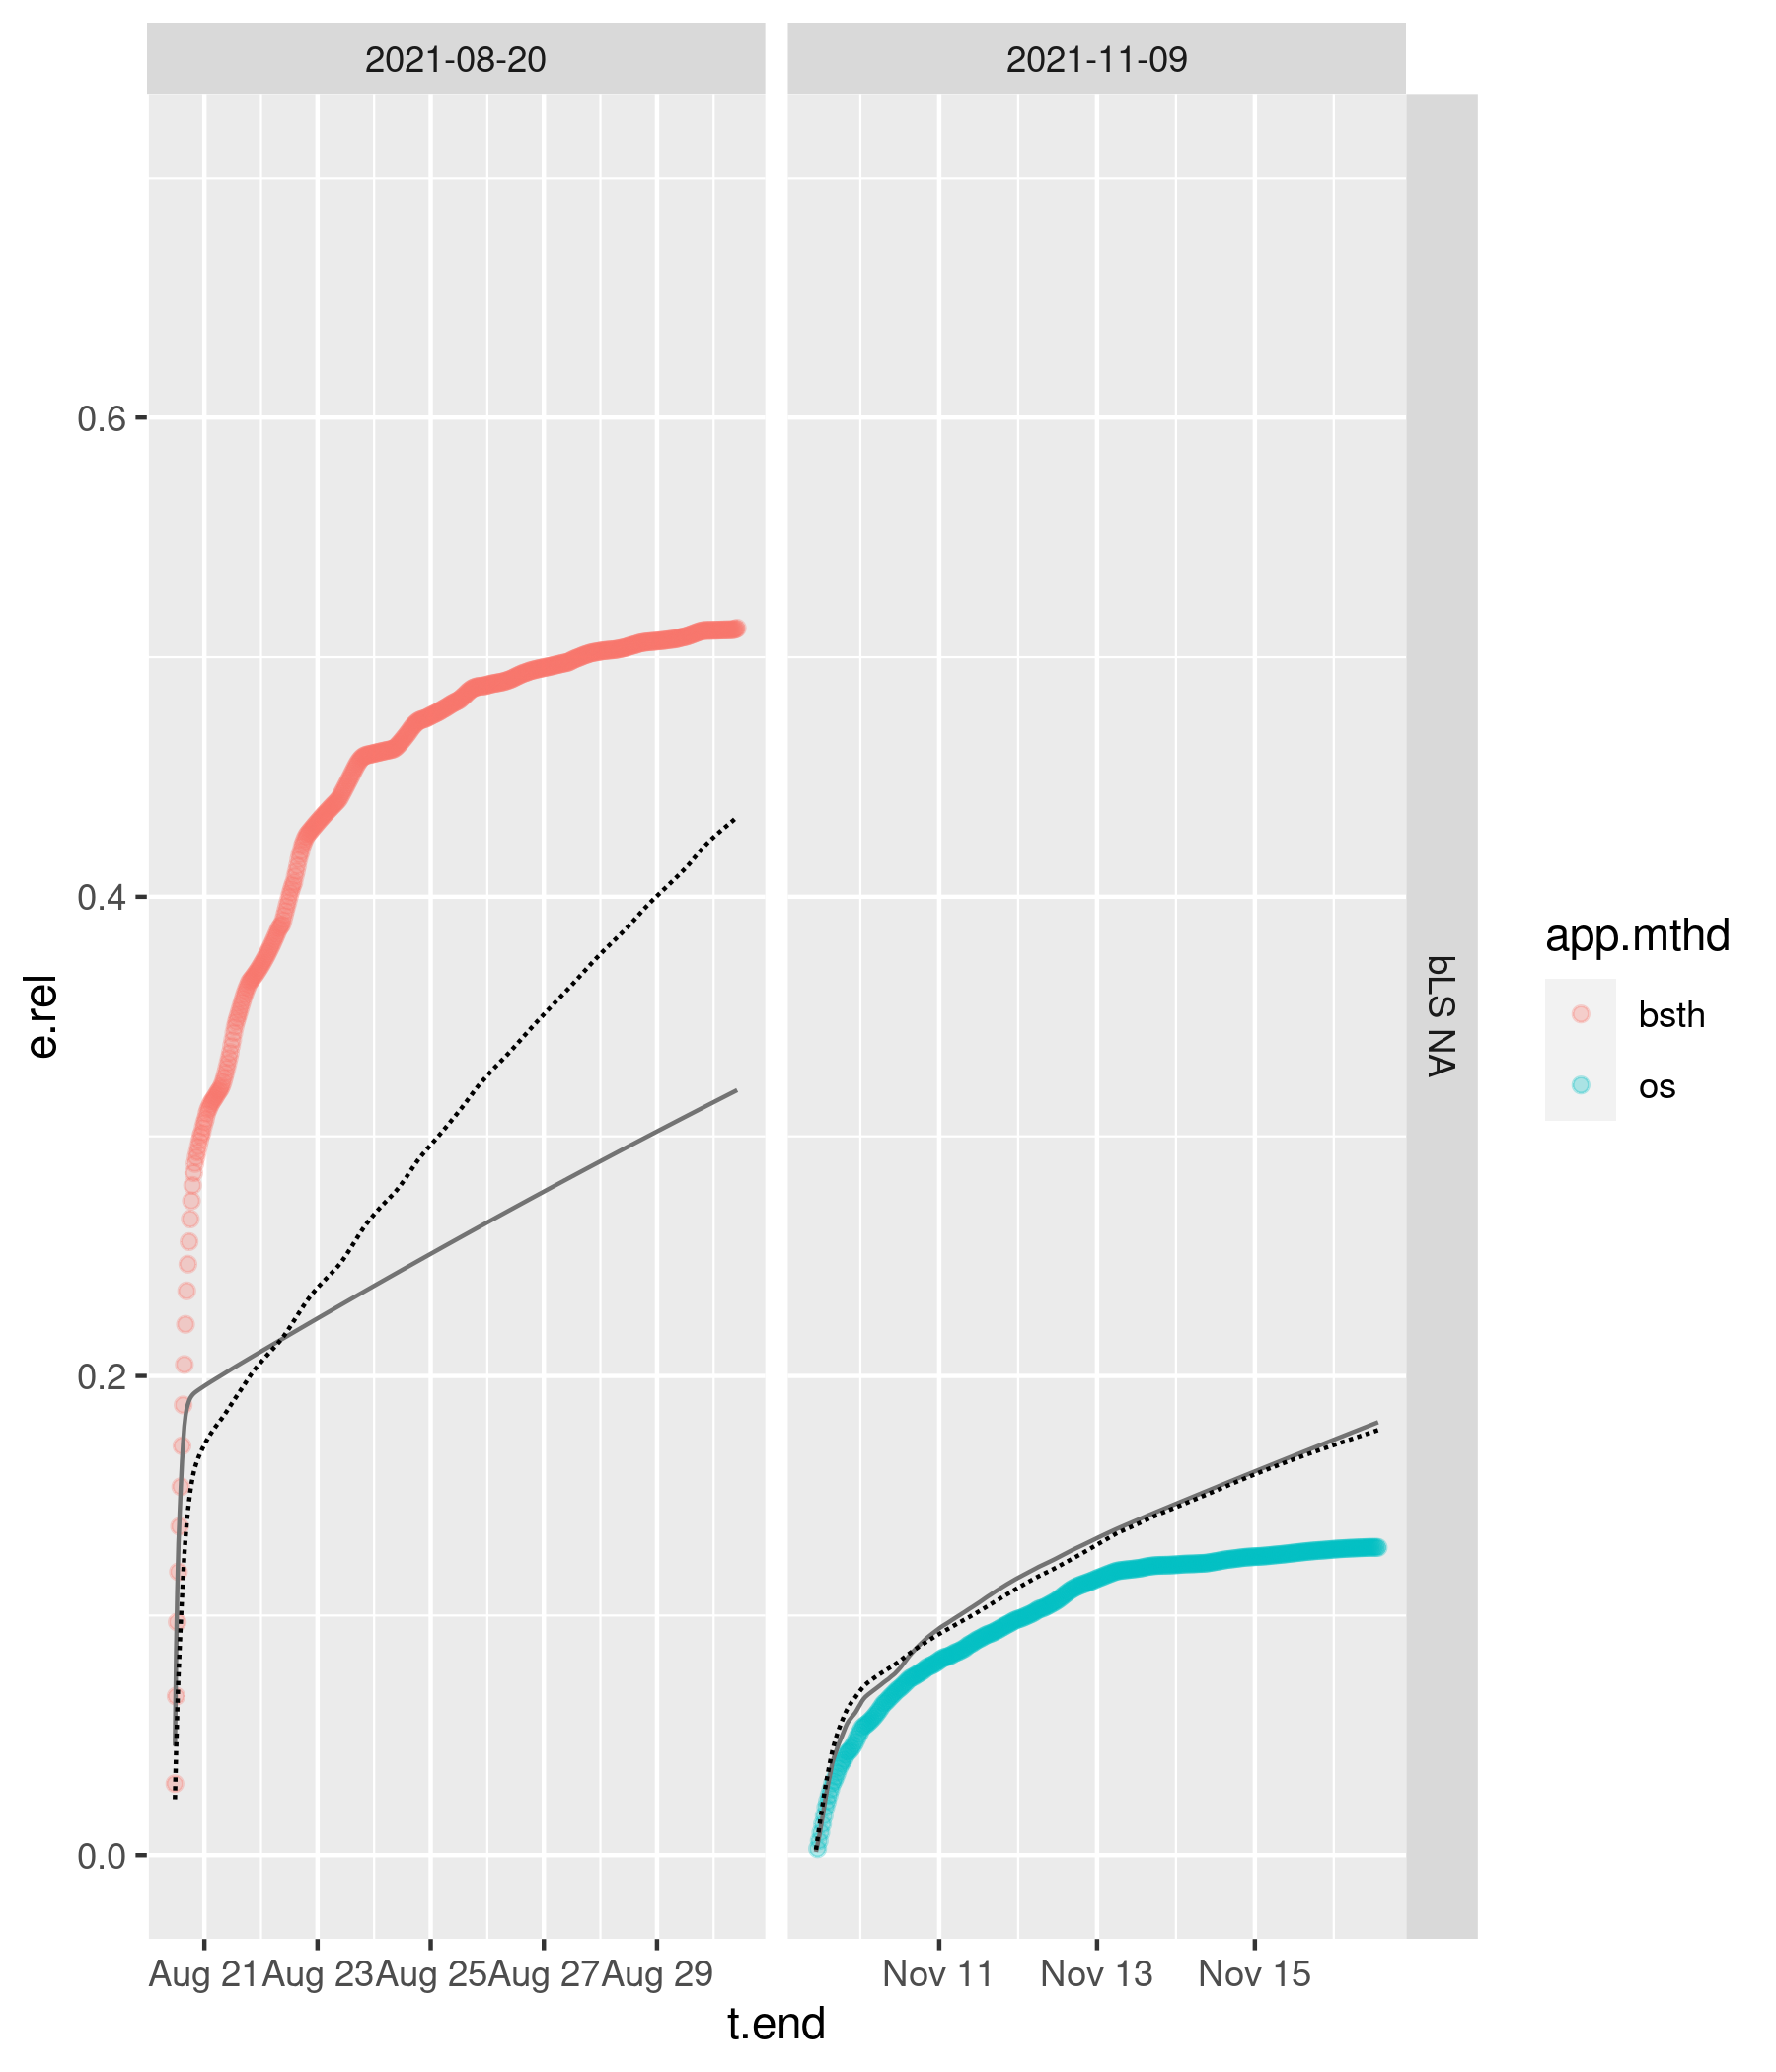 2021-08-20
2021-11-09
bLS NA
e.rel
0.6
0.4
0.2
0.0
Aug 21
Aug 23
Aug 25
Aug 27
Aug 29
Nov 11
Nov 13
Nov 15
t.end
app.mthd
bsth
os